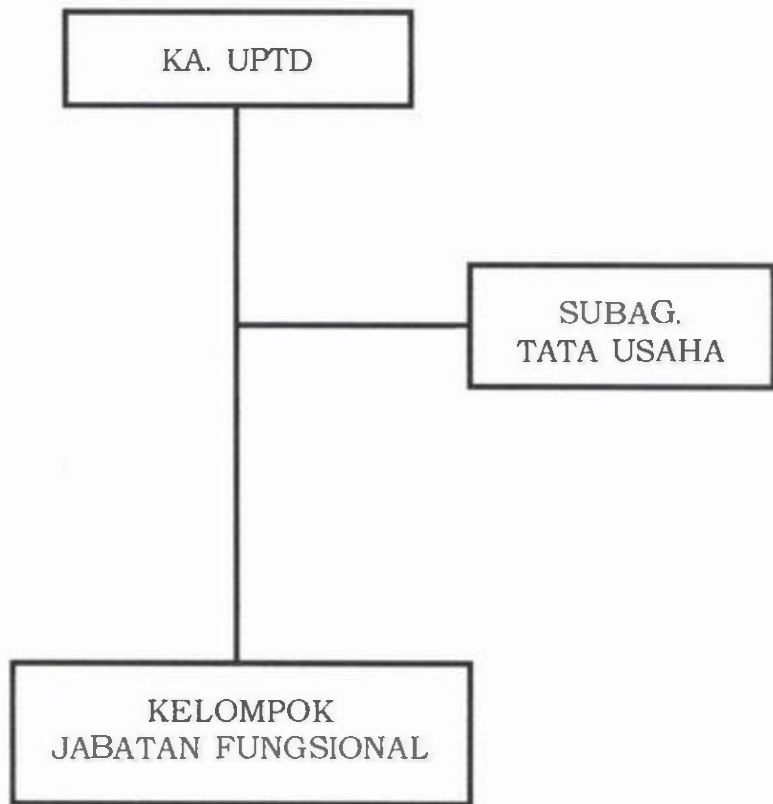 KA. UPTD
SUBAG.
TATA USAHA
KELOMPOK
JABATAN FUNGSIONAL